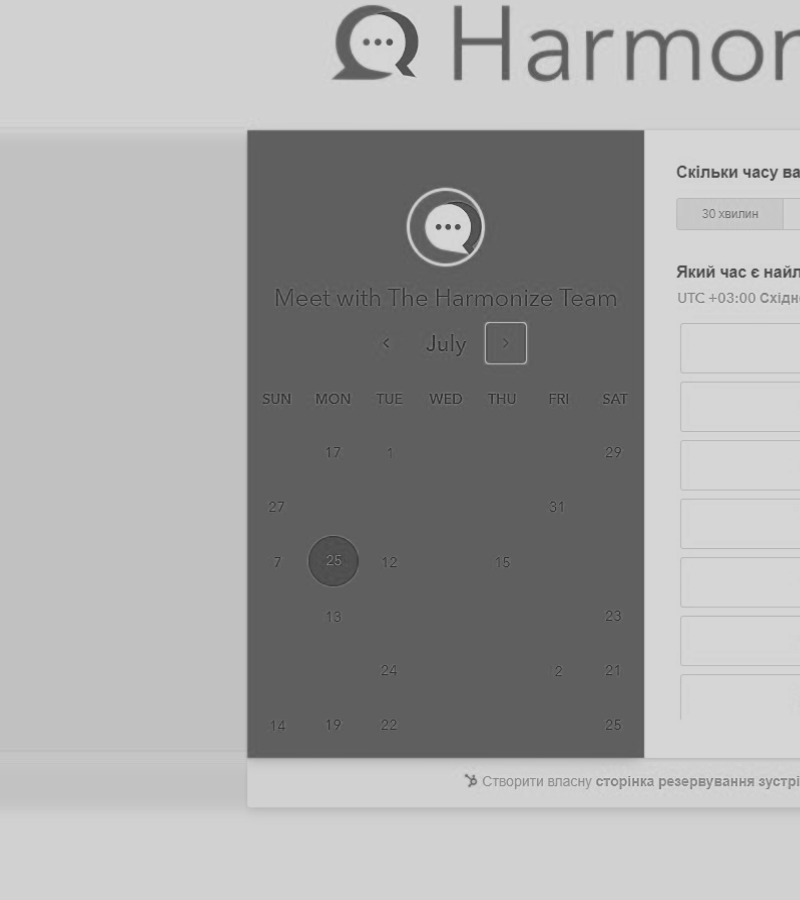 Harmon
Meet with The Harmonize Team
July
SUN MON TUE WED THU FRI SAT
17 1 29
27 31
7 25 12 15
13 23
24 2 21
14 19 22 25
Скільки часу ва
30 хвилин
Який час є найл
UTC +03:00 Східн
Створити власну сторінка резервування зустрі